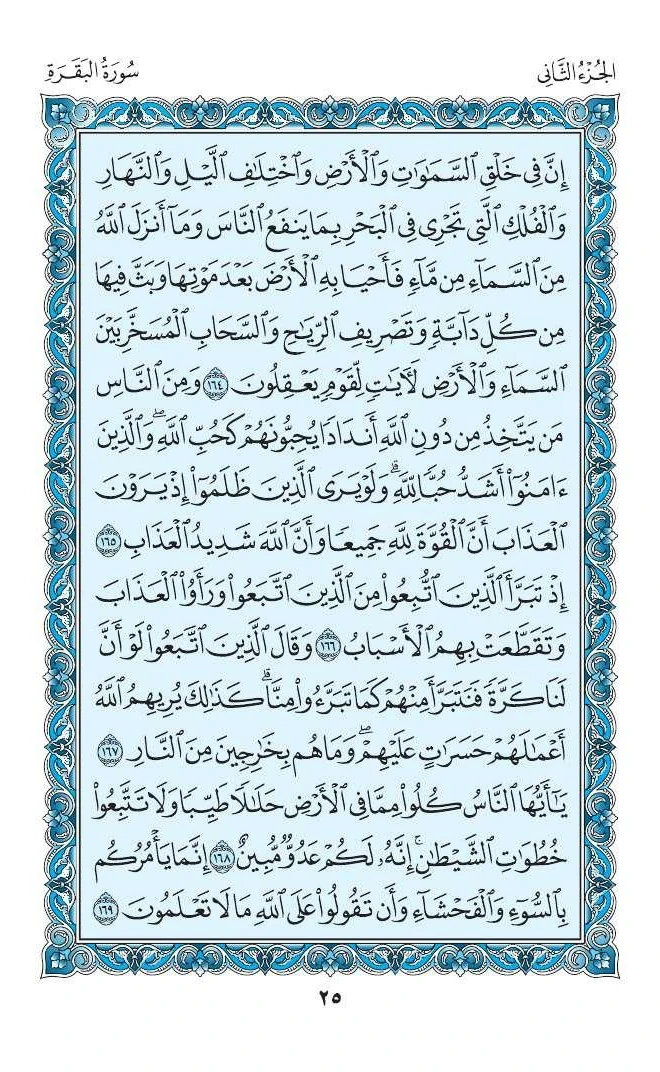 الجُزْءُ الثَّانِي
سُورَةُ البَقَرَةِ
إِنَّ فِي خَلْقِ ٱلسَّمَٰوَٰتِ وَٱلْأَرْضِ وَٱخْتِلَٰفِ ٱلَّيْلِ وَٱلنَّهَارِ
وَٱلْفُلْكِ ٱلَّتِي تَجْرِي فِي ٱلْبَحْرِ بِمَا يَنفَعُ ٱلنَّاسَ وَمَآ أَنزَلَ ٱللَّهُ
مِنَ ٱلسَّمَآءِ مِن مَّآءٍ فَأَحْيَا بِهِ ٱلْأَرْضَ بَعْدَ مَوْتِهَا وَبَثَّ فِيهَا
مِن كُلِّ دَآبَّةٍ وَتَصْرِيفِ ٱلرِّيَٰحِ وَٱلسَّحَابِ ٱلْمُسَخَّرِ بَيْنَ
ٱلسَّمَآءِ وَٱلْأَرْضِ لَأٓيَٰتٍ لِّقَوْمٍ يَعْقِلُونَ ١٦٤ وَمِنَ ٱلنَّاسِ
مَن يَتَّخِذُ مِن دُونِ ٱللَّهِ أَندَادًا يُحِبُّونَهُمْ كَحُبِّ ٱللَّهِۖ وَٱلَّذِينَ
ءَامَنُوٓاْ أَشَدُّ حُبًّا لِّلَّهِۗ وَلَوْ يَرَى ٱلَّذِينَ ظَلَمُوٓاْ إِذْ يَرَوْنَ
ٱلْعَذَابَ أَنَّ ٱلْقُوَّةَ لِلَّهِ جَمِيعًا وَأَنَّ ٱللَّهَ شَدِيدُ ٱلْعَذَابِ ١٦٥
إِذْ تَبَرَّأَ ٱلَّذِينَ ٱتُّبِعُواْ مِنَ ٱلَّذِينَ ٱتَّبَعُواْ وَرَأَوُاْ ٱلْعَذَابَ
وَتَقَطَّعَتْ بِهِمُ ٱلْأَسْبَابُ ١٦٦ وَقَالَ ٱلَّذِينَ ٱتَّبَعُواْ لَوْ أَنَّ
لَنَا كَرَّةً فَنَتَبَرَّأَ مِنْهُمْ كَمَا تَبَرَّءُواْ مِنَّاۗ كَذَٰلِكَ يُرِيهِمُ ٱللَّهُ
أَعْمَٰلَهُمْ حَسَرَٰتٍ عَلَيْهِمْۖ وَمَا هُم بِخَٰرِجِينَ مِنَ ٱلنَّارِ ١٦٧
يَٰٓأَيُّهَا ٱلنَّاسُ كُلُواْ مِمَّا فِي ٱلْأَرْضِ حَلَٰلًا طَيِّبًا وَلَا تَتَّبِعُواْ
خُطُوَٰتِ ٱلشَّيْطَٰنِۚ إِنَّهُۥ لَكُمْ عَدُوٌّ مُّبِينٌ ١٦٨ إِنَّمَا يَأْمُرُكُم
بِٱلسُّوٓءِ وَٱلْفَحْشَآءِ وَأَن تَقُولُواْ عَلَى ٱللَّهِ مَا لَا تَعْلَمُونَ ١٦٩
٢٥